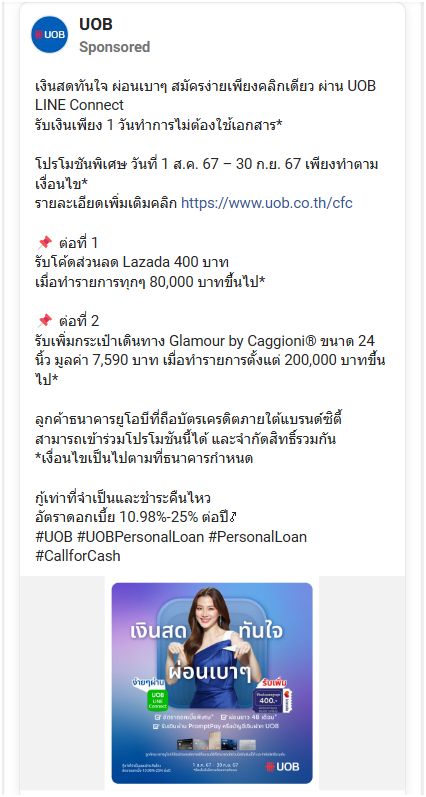 UOB
UOB
Sponsored
เงินสดทันใจ ผ่อนเบาๆ สมัครง่ายเพียงคลิกเดียว ผ่าน UOB
LINE Connect
รับเงินเพียง 1 วันทำการไม่ต้องใช้เอกสาร*
โปรโมชันพิเศษ วันที่ 1 ส.ค. 67 – 30 ก.ย. 67 เพียงทำตาม
เงื่อนไข*
รายละเอียดเพิ่มเติมคลิก https://www.uob.co.th/cfc
📌 ต่อที่ 1
รับโค้ดส่วนลด Lazada 400 บาท
เมื่อทำรายการทุกๆ 80,000 บาทขึ้นไป*
📌 ต่อที่ 2
รับเพิ่มกระเป๋าเดินทาง Glamour by Caggioni® ขนาด 24
นิ้ว มูลค่า 7,590 บาท เมื่อทำรายการตั้งแต่ 200,000 บาทขึ้น
ไป*
ลูกค้าธนาคารยูโอบีที่ถือบัตรเครดิตภายใต้แบรนด์ซิตี้
สามารถเข้าร่วมโปรโมชันนี้ได้ และจำกัดสิทธิ์รวมกัน
*เงื่อนไขเป็นไปตามที่ธนาคารกำหนด
กู้เท่าที่จำเป็นและชำระคืนไหว
อัตราดอกเบี้ย 10.98%-25% ต่อปี
#UOB #UOBPersonalLoan #PersonalLoan
#CallforCash
เงินสด ทันใจ
ผ่อนเบาๆ
ง่ายๆผ่าน
UOB
LINE
Connect
รับเพิ่ม
400.-
อัตราดอกเบี้ยพิเศษ* ผ่อนยาว 48 เดือน*
รับเงินผ่าน PromptPay หรือบัญชีเงินฝาก UOB
1 ส.ค. 67 - 30 ก.ย. 67
UOB